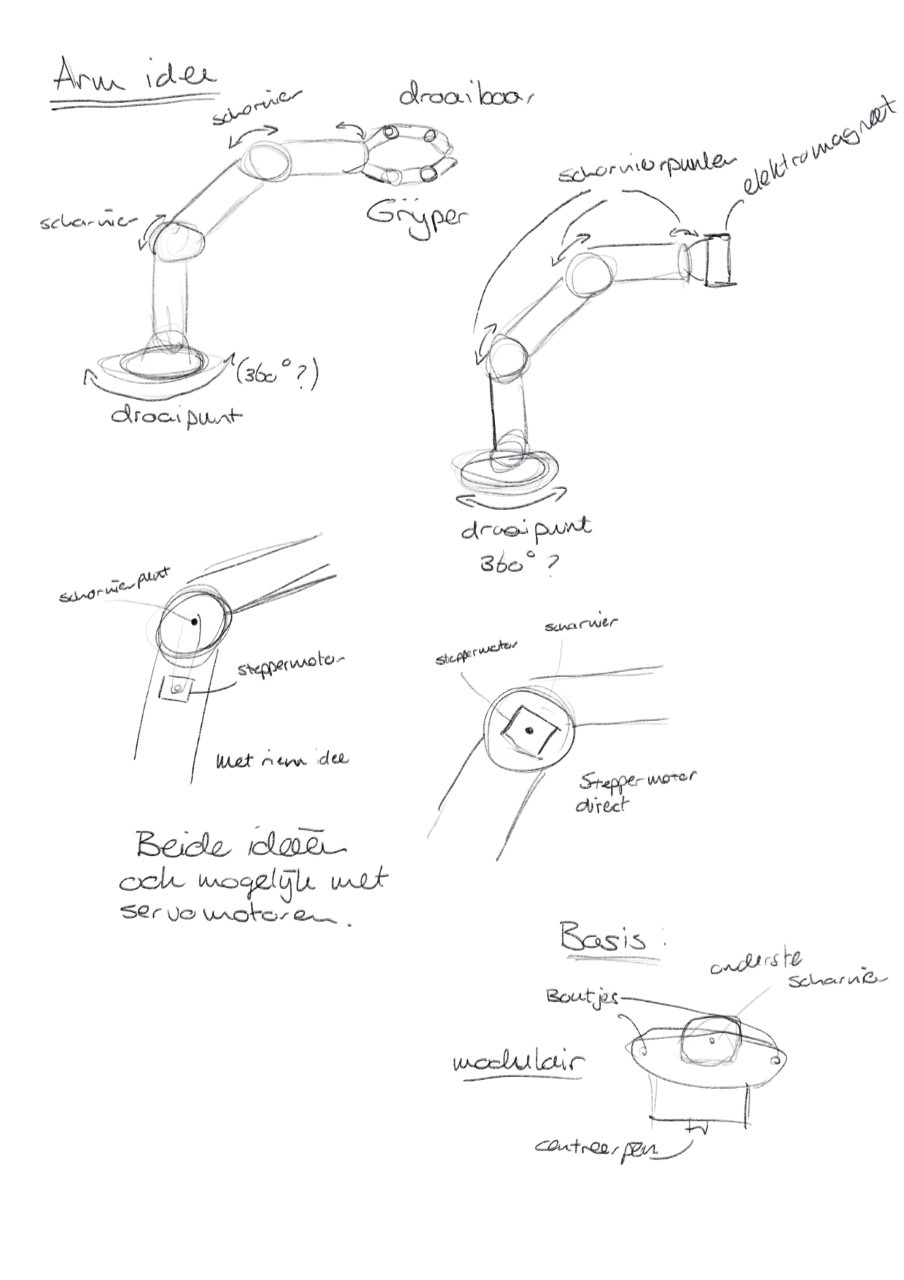 Arm idee
scharnier
draaibaar
scharnier
Grijper
(360°?)
draaipunt
scharnierpunten
elektromagneet
draaipunt
360°?
scharnierpunt
steppermotor
met riem idee
steppermotor
scharnier
Steppermotor
direct
Beide ideeën
ook mogelijk met
servomotoren.
Basis:
onderste
scharnier
Boutjes
modulair
centreerpen